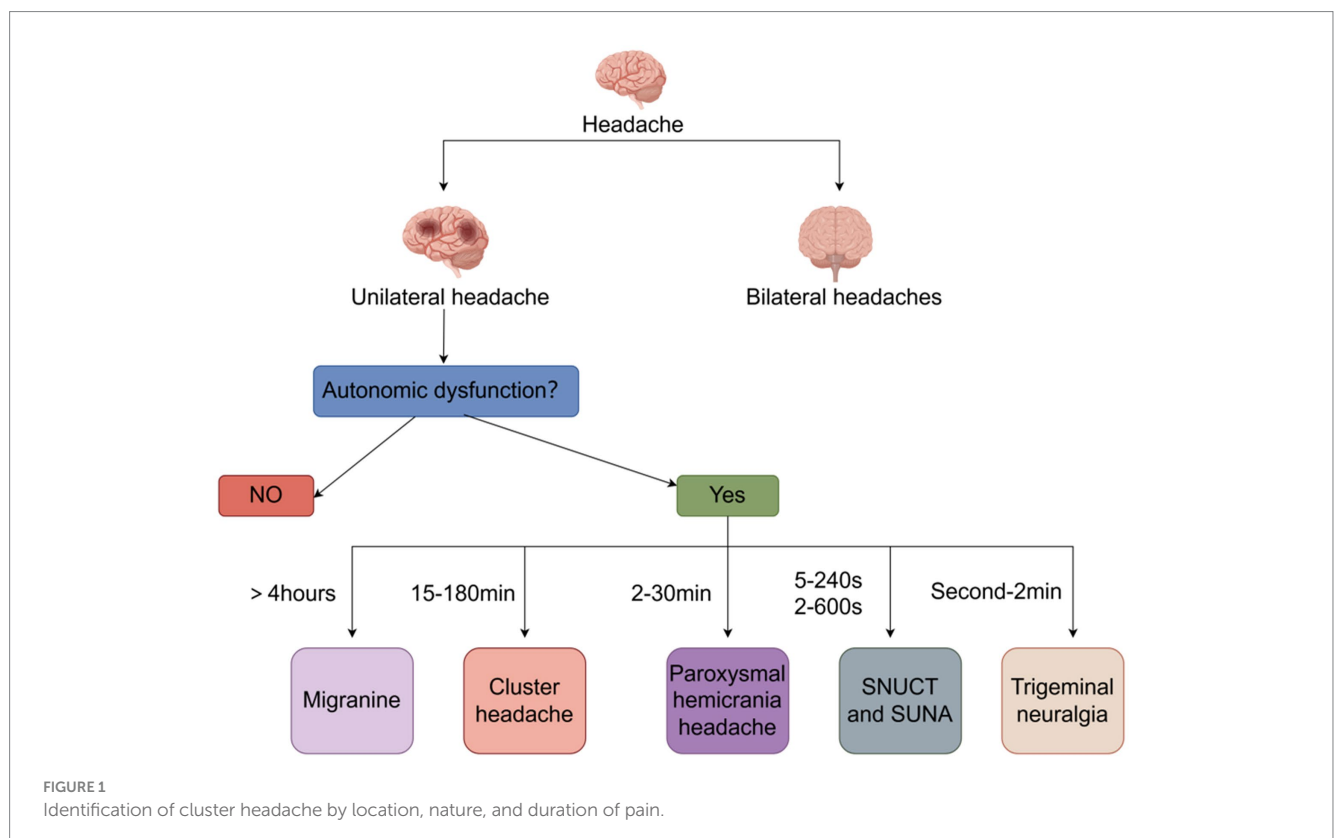 Headache
Unilateral headache
Bilateral headaches
Autonomic dysfunction?
NO
Yes
> 4hours
15-180min
2-30min
5-240s
2-600s
Second-2min
Migranine
Cluster
headache
Paroxysmal
hemicrania
headache
SNUCT
and SUNA
Trigeminal
neuralgia
FIGURE 1
Identification of cluster headache by location, nature, and duration of pain.